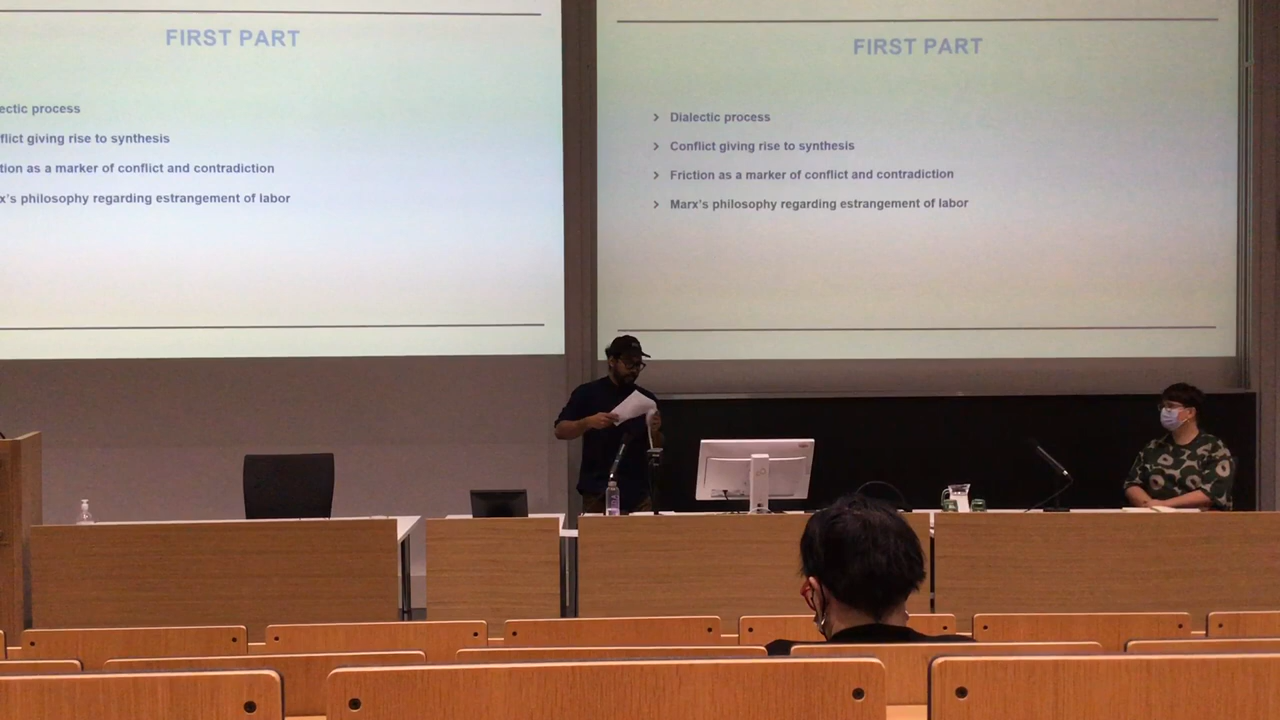 FIRST PART
ectic process
flict giving rise to synthesis
tion as a marker of conflict and contradiction
x's philosophy regarding estrangement of labor
FIRST PART
Dialectic process
Conflict giving rise to synthesis
Friction as a marker of conflict and contradiction
Marx's philosophy regarding estrangement of labor